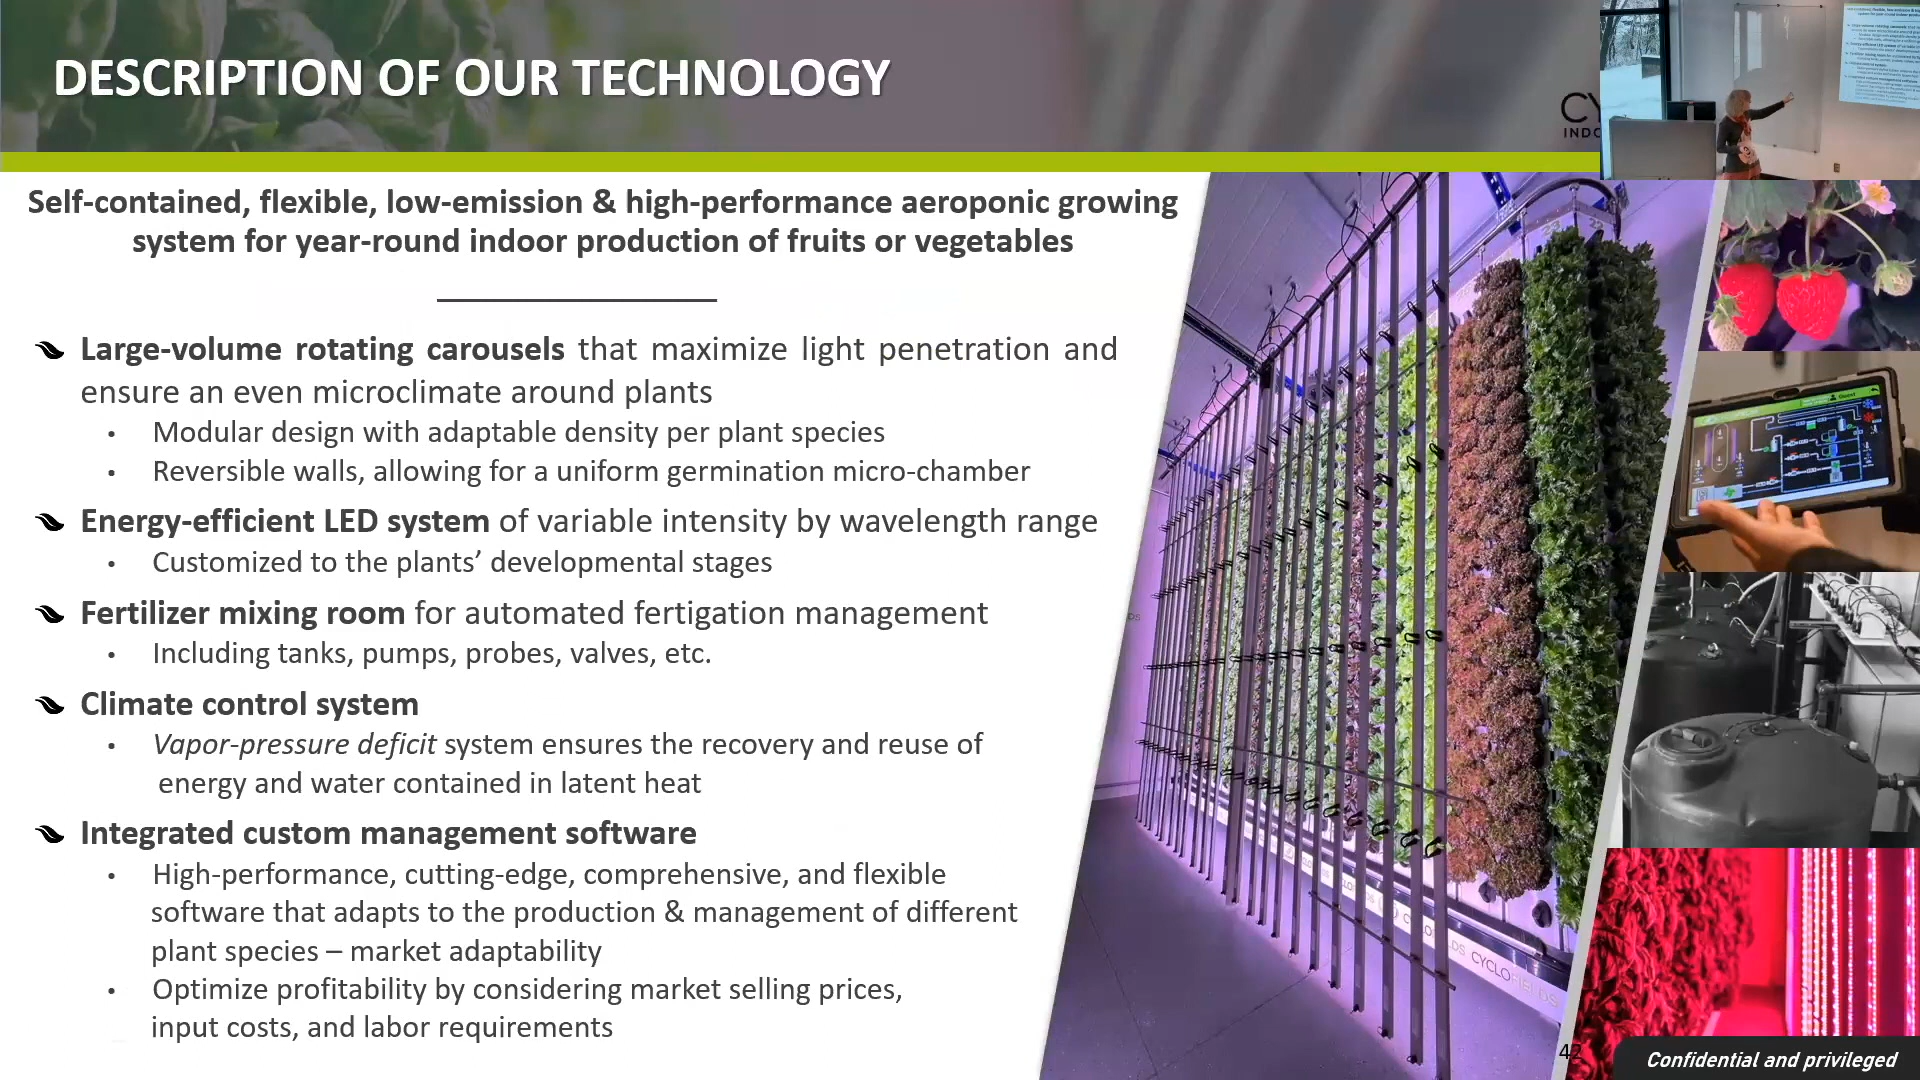 DESCRIPTION OF OUR TECHNOLOGY
CY
INDO
Self-contained, flexible, low-emission & high-performance aeroponic growing
system for year-round indoor production of fruits or vegetables
Large-volume rotating carousels that maximize light penetration and
ensure an even microclimate around plants
• Modular design with adaptable density per plant species
• Reversible walls, allowing for a uniform germination micro-chamber
Energy-efficient LED system of variable intensity by wavelength range
• Customized to the plants’ developmental stages
Fertilizer mixing room for automated fertigation management
• Including tanks, pumps, probes, valves, etc.
Climate control system
• Vapor-pressure deficit system ensures the recovery and reuse of
energy and water contained in latent heat
Integrated custom management software
• High-performance, cutting-edge, comprehensive, and flexible
software that adapts to the production & management of different
plant species – market adaptability
• Optimize profitability by considering market selling prices,
input costs, and labor requirements
CYCLOFIELDS
Guest
42
Confidential and privileged